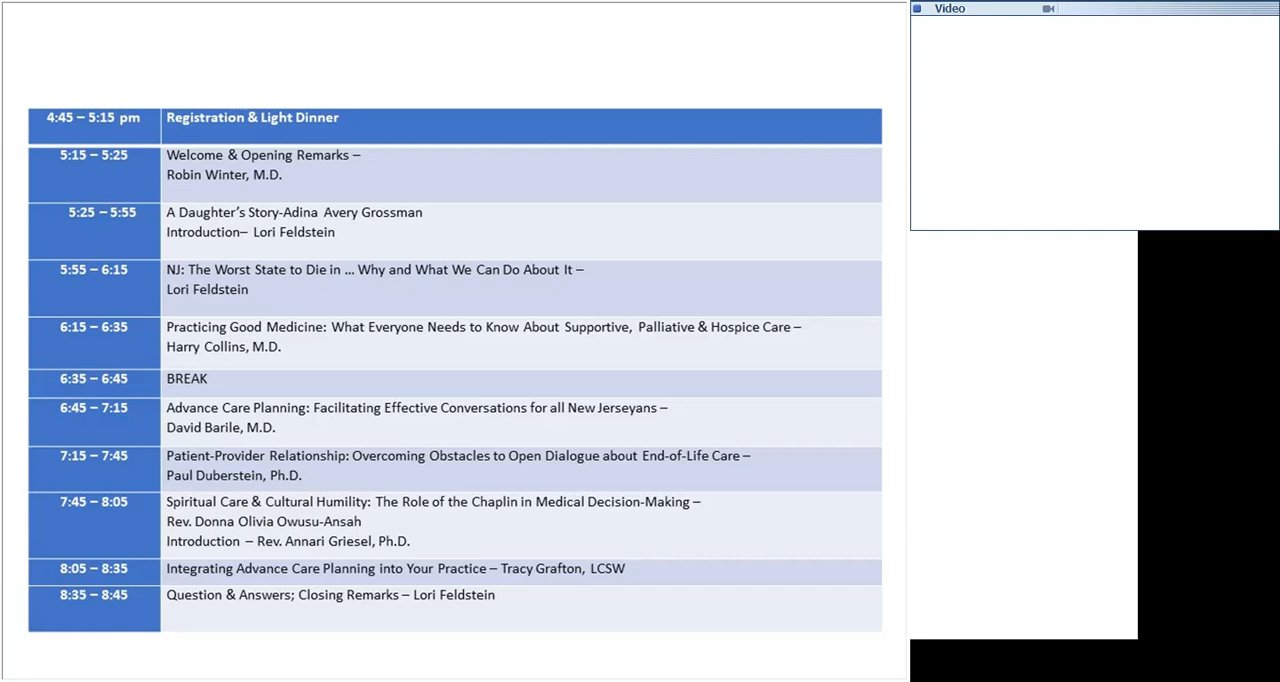 Video
4:45 – 5:15 pm Registration & Light Dinner
5:15 – 5:25 Welcome & Opening Remarks –
Robin Winter, M.D.
5:25 – 5:55 A Daughter's Story-Adina Avery Grossman
Introduction– Lori Feldstein
5:55 – 6:15 NJ: The Worst State to Die in ... Why and What We Can Do About It –
Lori Feldstein
6:15 – 6:35 Practicing Good Medicine: What Everyone Needs to Know About Supportive, Palliative & Hospice Care –
Harry Collins, M.D.
6:35 – 6:45 BREAK
6:45 – 7:15 Advance Care Planning: Facilitating Effective Conversations for all New Jerseyans –
David Barile, M.D.
7:15 – 7:45 Patient-Provider Relationship: Overcoming Obstacles to Open Dialogue about End-of-Life Care –
Paul Duberstein, Ph.D.
7:45 – 8:05 Spiritual Care & Cultural Humility: The Role of the Chaplin in Medical Decision-Making –
Rev. Donna Olivia Owusu-Ansah
Introduction – Rev. Annari Griesel, Ph.D.
8:05 – 8:35 Integrating Advance Care Planning into Your Practice – Tracy Grafton, LCSW
8:35 – 8:45 Question & Answers; Closing Remarks – Lori Feldstein